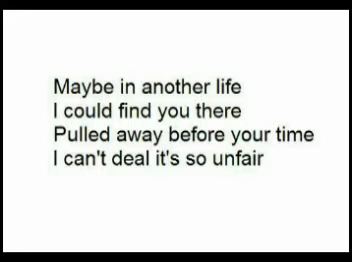 Maybe in another life
I could find you there
Pulled away before your time
I can't deal it's so unfair